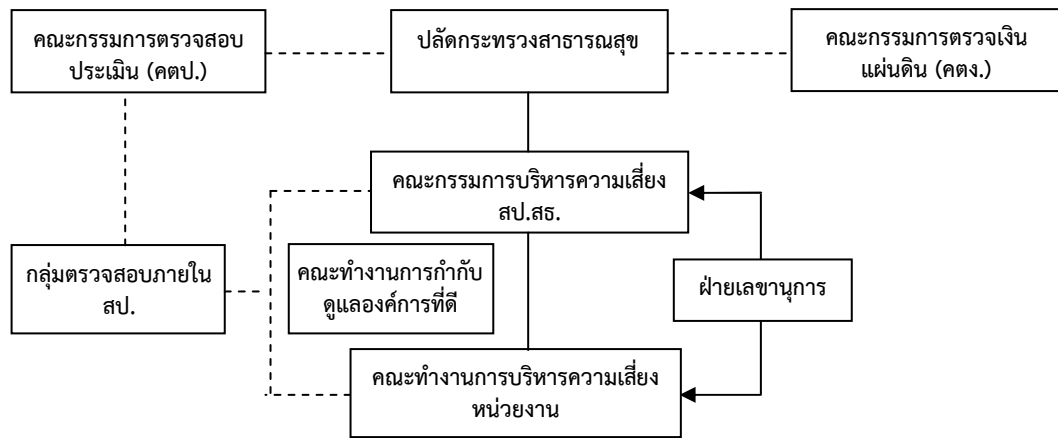 คณะกรรมการตรวจสอบ
ประเมิน (คตป.)
ปลัดกระทรวงสาธารณสุข
คณะกรรมการตรวจเงิน
แผ่นดิน (คตง.)
คณะกรรมการบริหารความเสี่ยง
สป.สธ.
กลุ่มตรวจสอบภายใน
สป.
คณะทำงานการกำกับ
ดูแลองค์การที่ดี
ฝ่ายเลขานุการ
คณะทำงานการบริหารความเสี่ยง
หน่วยงาน